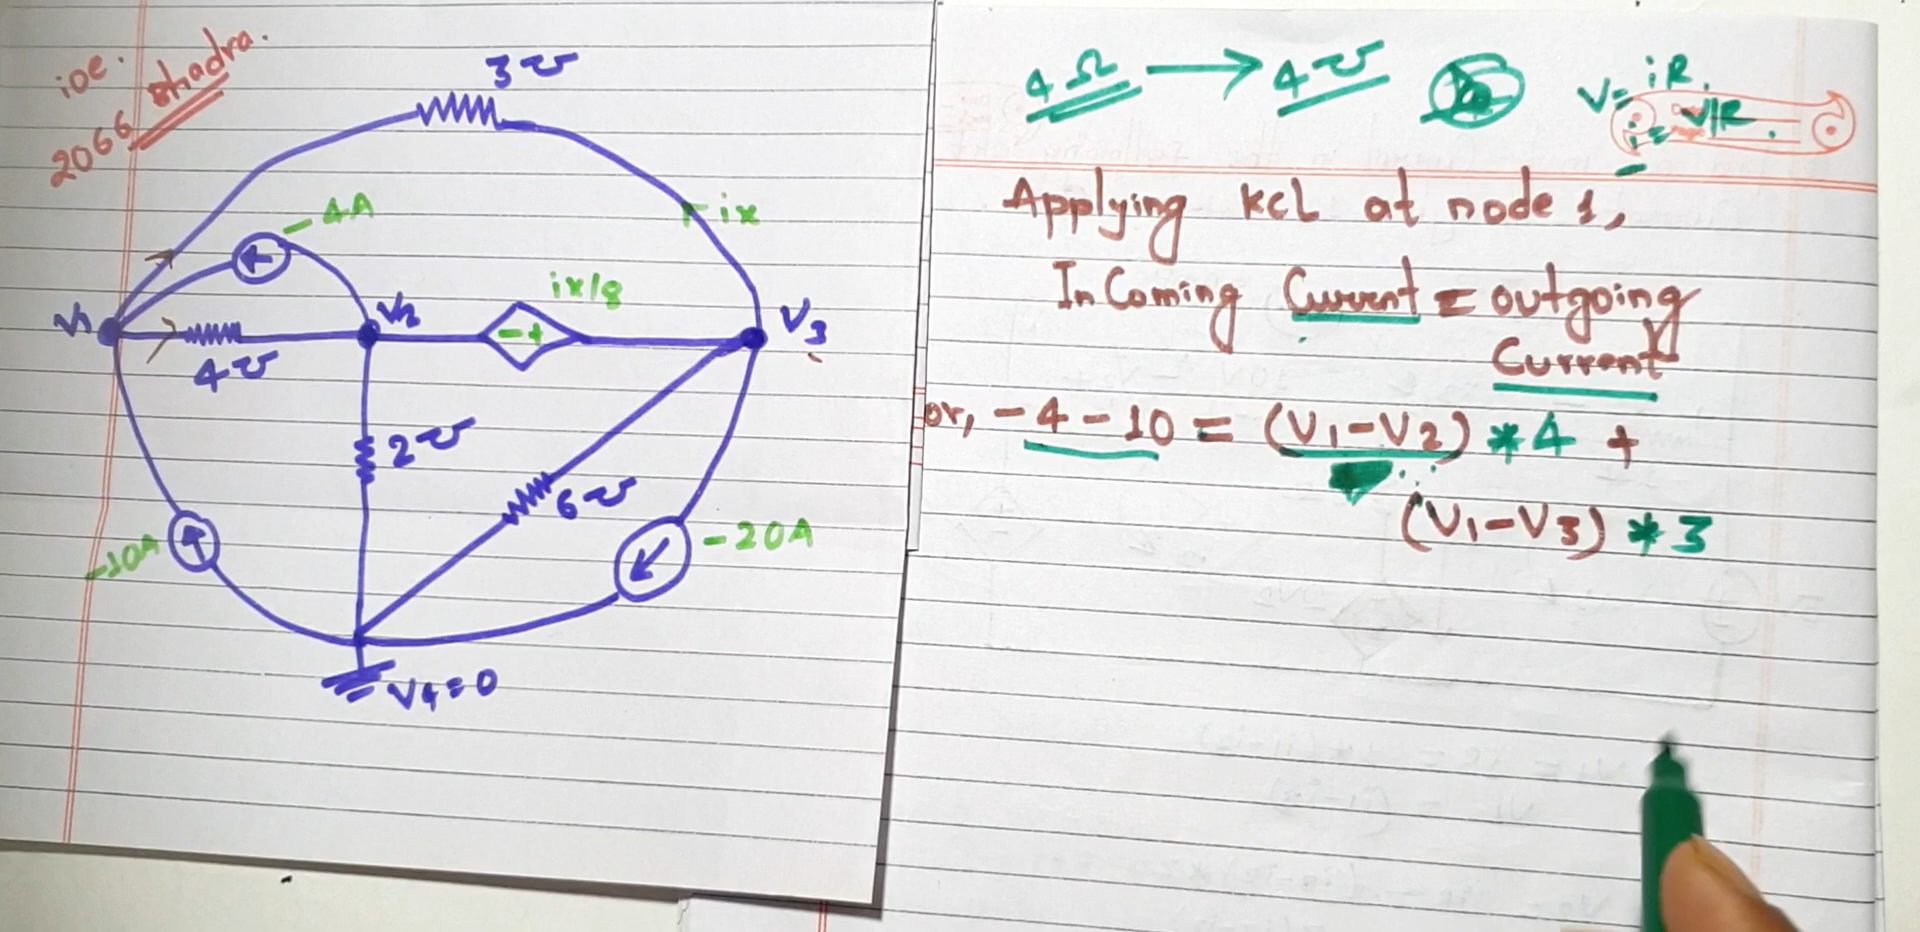 ioe.
2066 bhadra.
3℧
-4A
ix
ix/8
V1
V2
V3
- +
4℧
2℧
6℧
-10A
-20A
V4=0
4Ω → 4℧
V= iR.
i= V/R.
Applying KCL at node 1,
InComing Current = outgoing
Current
or, -4-10 = (V1-V2) *4 +
(V1-V3) *3